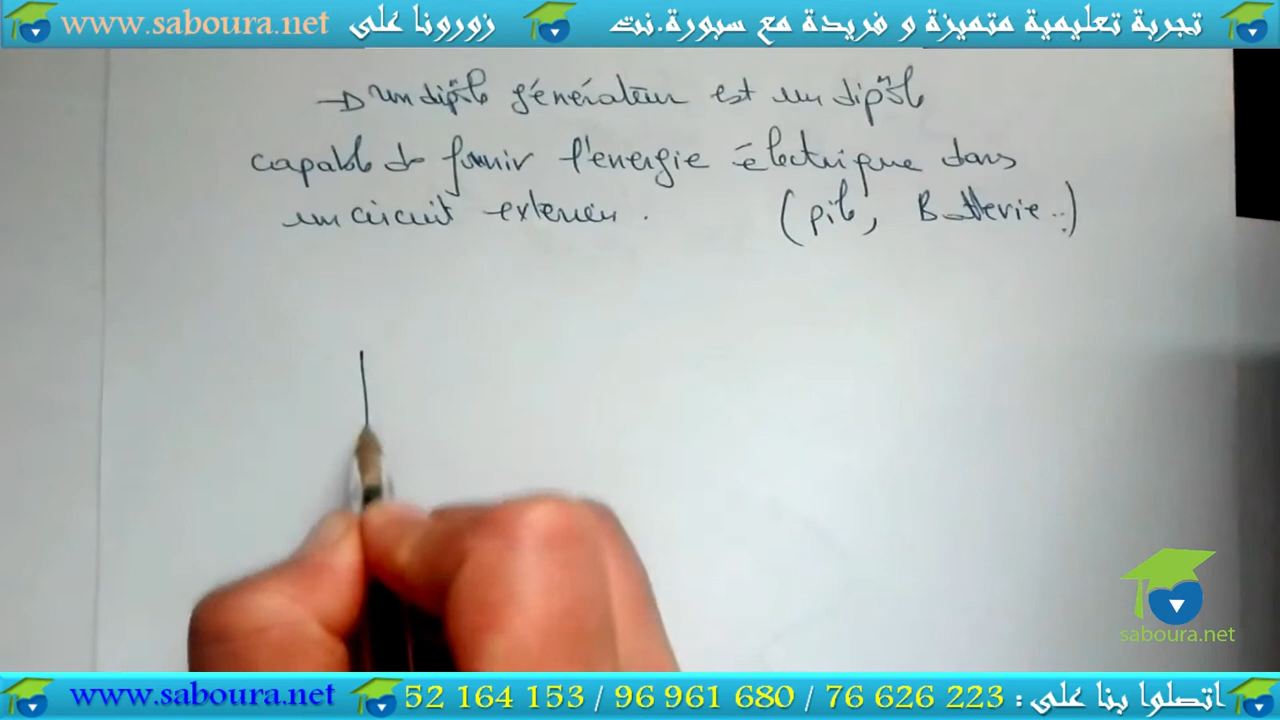 تجربة تعليمية متميزة و فريدة مع سبورة.نت زورونا على www.saboura.net
→ un dipôle générateur est un dipôle
capable de fournir l'énergie électrique dans
un circuit exterieur. (pile, Batterie...)
saboura.net
اتصلوا بنا على : 76 626 223 / 96 961 680 / 52 164 153 www.saboura.net